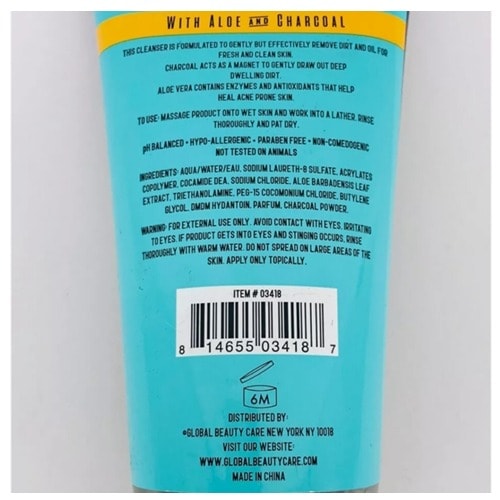 WITH ALOE AND CHARCOAL
THIS CLEANSER IS FORMULATED TO GENTLY BUT EFFECTIVELY REMOVE DIRT AND OIL FOR
FRESH AND CLEAN SKIN.
CHARCOAL ACTS AS A MAGNET TO GENTLY DRAW OUT DEEP
DWELLING DIRT.
ALOE VERA CONTAINS ENZYMES AND ANTIOXIDANTS THAT HELP
HEAL ACNE PRONE SKIN.
TO USE: MASSAGE PRODUCT ONTO WET SKIN AND WORK INTO A LATHER. RINSE
THOROUGHLY AND PAT DRY.
pH BALANCED • HYPO-ALLERGENIC • PARABEN FREE • NON-COMEDOGENIC
NOT TESTED ON ANIMALS
INGREDIENTS: AQUA/WATER/EAU, SODIUM LAURETH-8 SULFATE, ACRYLATES
COPOLYMER, COCAMIDE DEA, SODIUM CHLORIDE, ALOE BARBADENSIS LEAF
EXTRACT, TRIETHANOLAMINE, PEG-15 COCOMONIUM CHLORIDE, BUTYLENE
GLYCOL, DMDM HYDANTOIN, PARFUM, CHARCOAL POWDER.
WARNING: FOR EXTERNAL USE ONLY. AVOID CONTACT WITH EYES. IRRITATING
TO EYES. IF PRODUCT GETS INTO EYES AND STINGING OCCURS, RINSE
THOROUGHLY WITH WARM WATER. DO NOT SPREAD ON LARGE AREAS OF THE
SKIN. APPLY ONLY TOPICALLY.
ITEM # 03418
8 14655 03418 7
6M
DISTRIBUTED BY:
©GLOBAL BEAUTY CARE NEW YORK NY 10018
VISIT OUR WEBSITE:
WWW.GLOBALBEAUTYCARE.COM
MADE IN CHINA